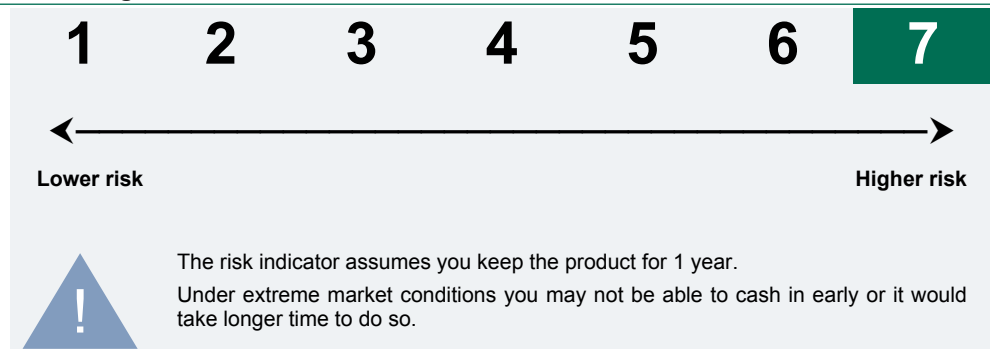 1 2 3 4 5 6 7
Lower risk Higher risk
!
The risk indicator assumes you keep the product for 1 year.
Under extreme market conditions you may not be able to cash in early or it would
take longer time to do so.